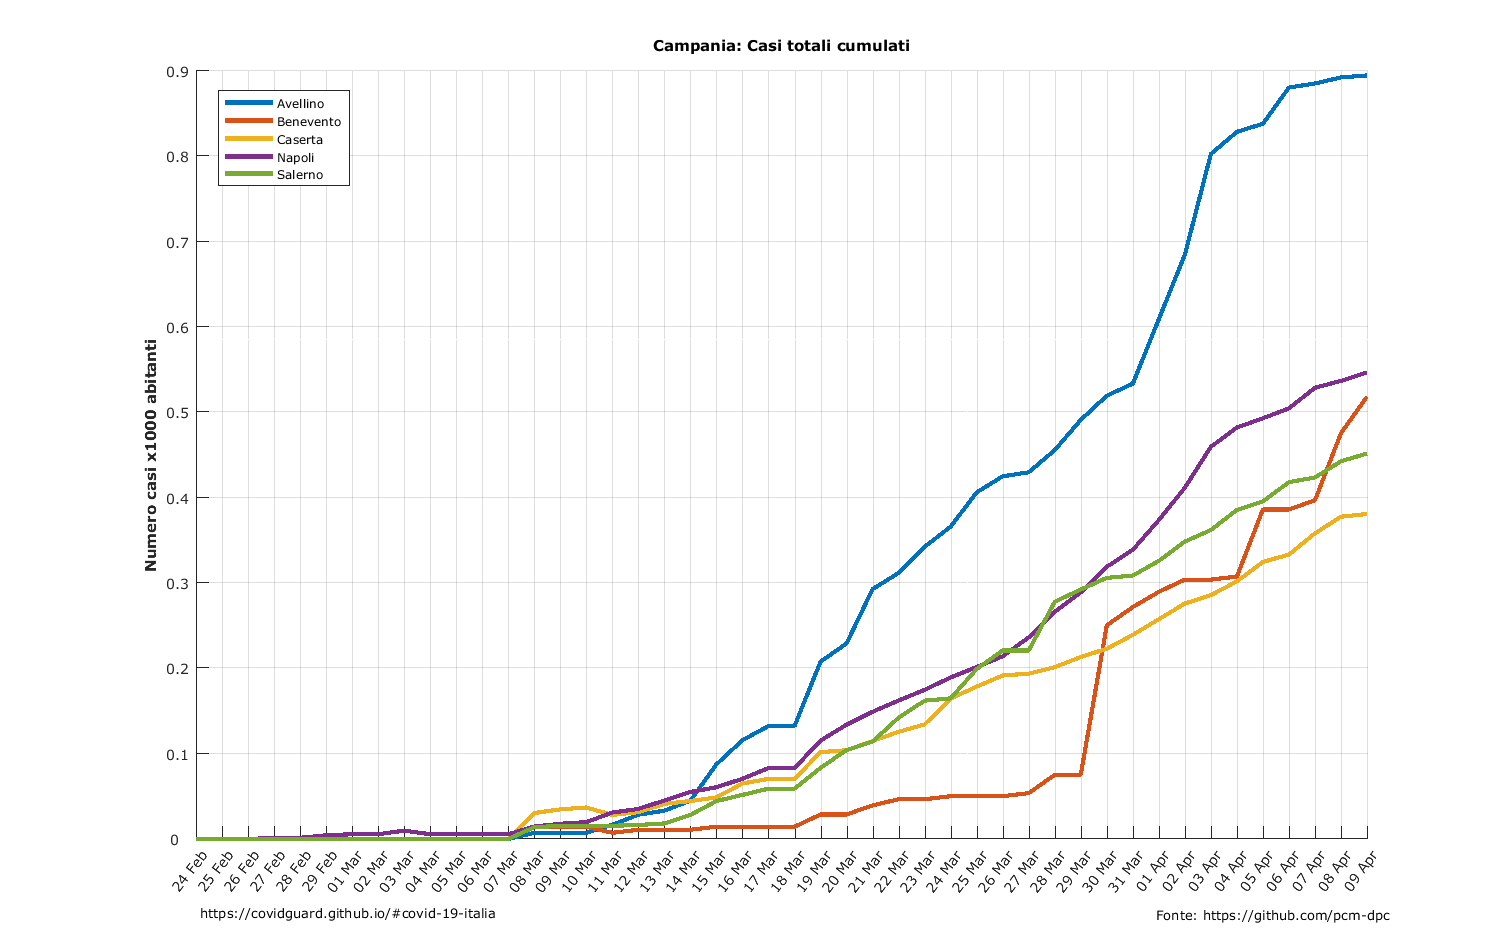 Campania: Casi totali cumulati
Numero casi x1000 abitanti
0.9
0.8
0.7
0.6
0.5
0.4
0.3
0.2
0.1
0
Avellino
Benevento
Caserta
Napoli
Salerno
24 Feb
25 Feb
26 Feb
27 Feb
28 Feb
29 Feb
01 Mar
02 Mar
03 Mar
04 Mar
05 Mar
06 Mar
07 Mar
08 Mar
09 Mar
10 Mar
11 Mar
12 Mar
13 Mar
14 Mar
15 Mar
16 Mar
17 Mar
18 Mar
19 Mar
20 Mar
21 Mar
22 Mar
23 Mar
24 Mar
25 Mar
26 Mar
27 Mar
28 Mar
29 Mar
30 Mar
31 Mar
01 Apr
02 Apr
03 Apr
04 Apr
05 Apr
06 Apr
07 Apr
08 Apr
09 Apr
https://covidguard.github.io/#covid-19-italia
Fonte: https://github.com/pcm-dpc